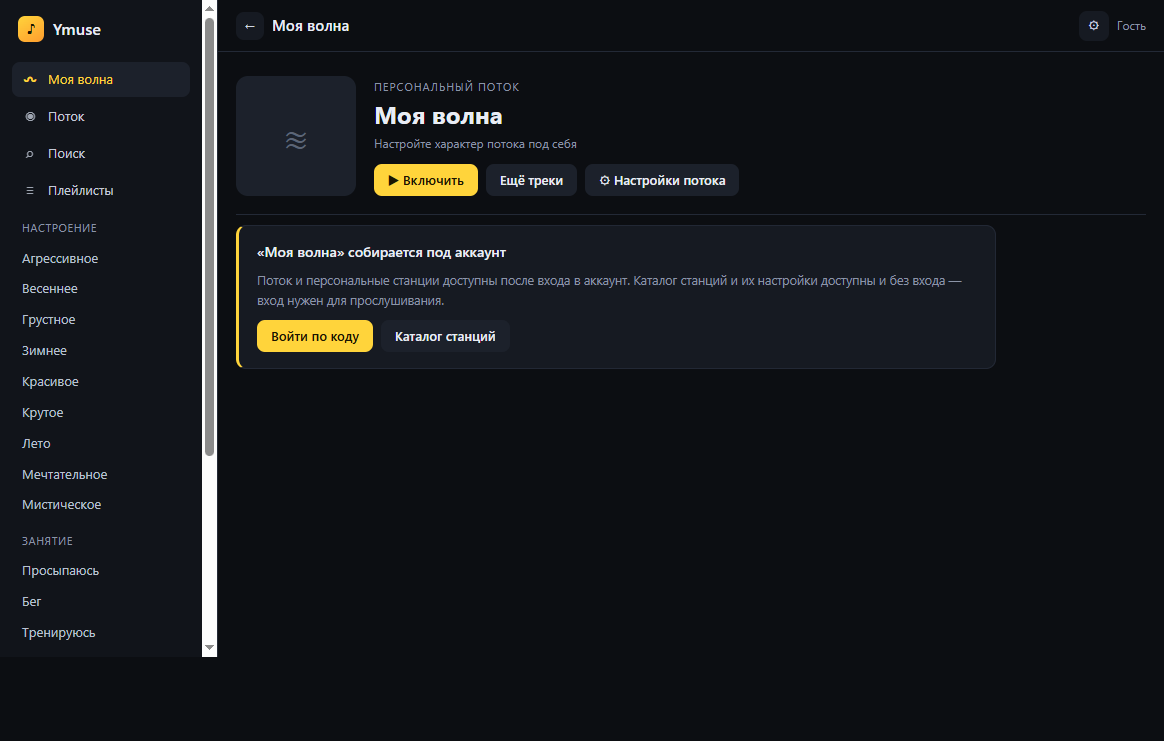 Ymuse
Моя волна
Поток
Поиск
Плейлисты
НАСТРОЕНИЕ
Агрессивное
Весеннее
Грустное
Зимнее
Красивое
Крутое
Лето
Мечтательное
Мистическое
ЗАНЯТИЕ
Просыпаюсь
Бег
Тренируюсь
← Моя волна
Гость
ПЕРСОНАЛЬНЫЙ ПОТОК
Моя волна
Настройте характер потока под себя
▶ Включить
Ещё треки
⚙ Настройки потока
«Моя волна» собирается под аккаунт
Поток и персональные станции доступны после входа в аккаунт. Каталог станций и их настройки доступны и без входа —
вход нужен для прослушивания.
Войти по коду
Каталог станций